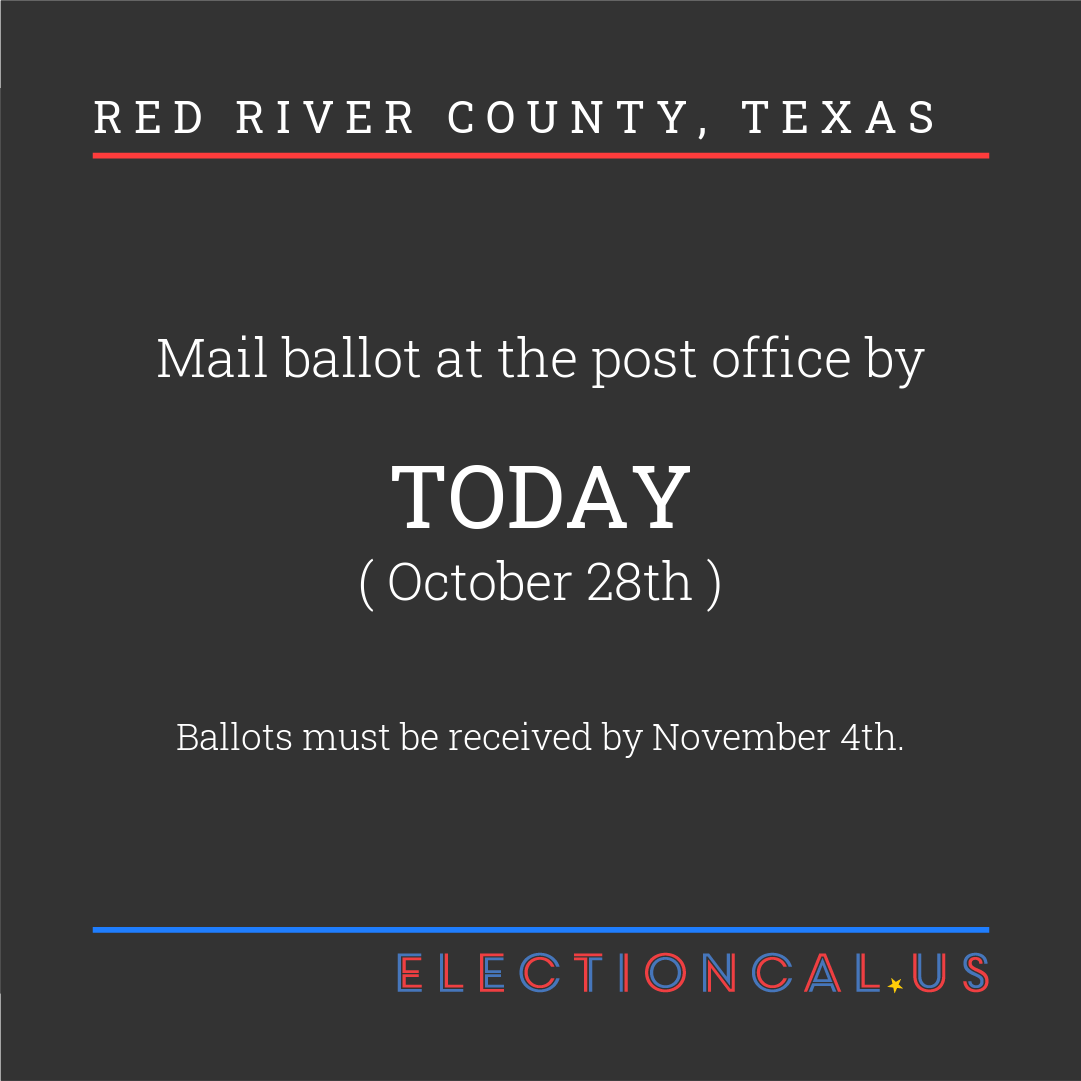 RED RIVER COUNTY, TEXAS
Mail ballot at the post office by
TODAY
( October 28th )
Ballots must be received by November 4th.
ELECTIONCAL.US